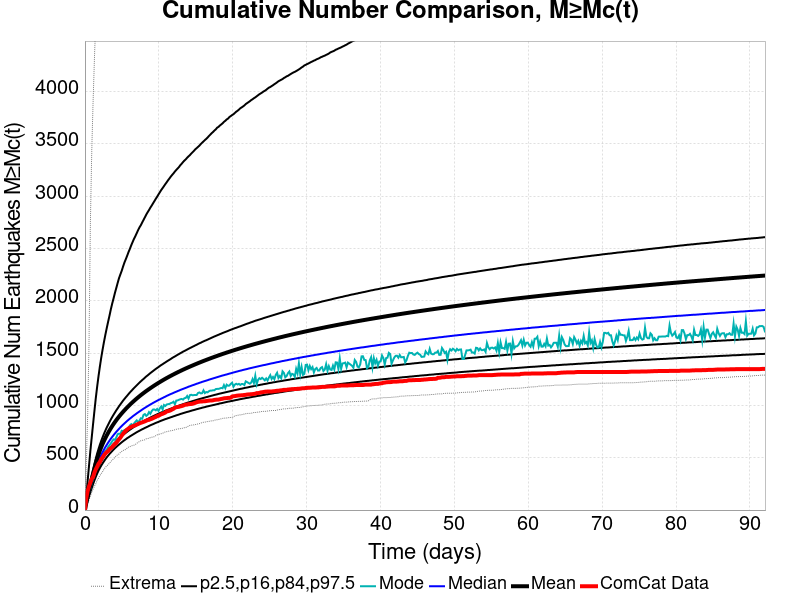 Cumulative Number Comparison, M≥Mc(t)
Cumulative Num Earthquakes M≥Mc(t)
4000
3500
3000
2500
2000
1500
1000
500
0
0 10 20 30 40 50 60 70 80 90
Time (days)
Extrema p2.5,p16,p84,p97.5 Mode Median Mean ComCat Data